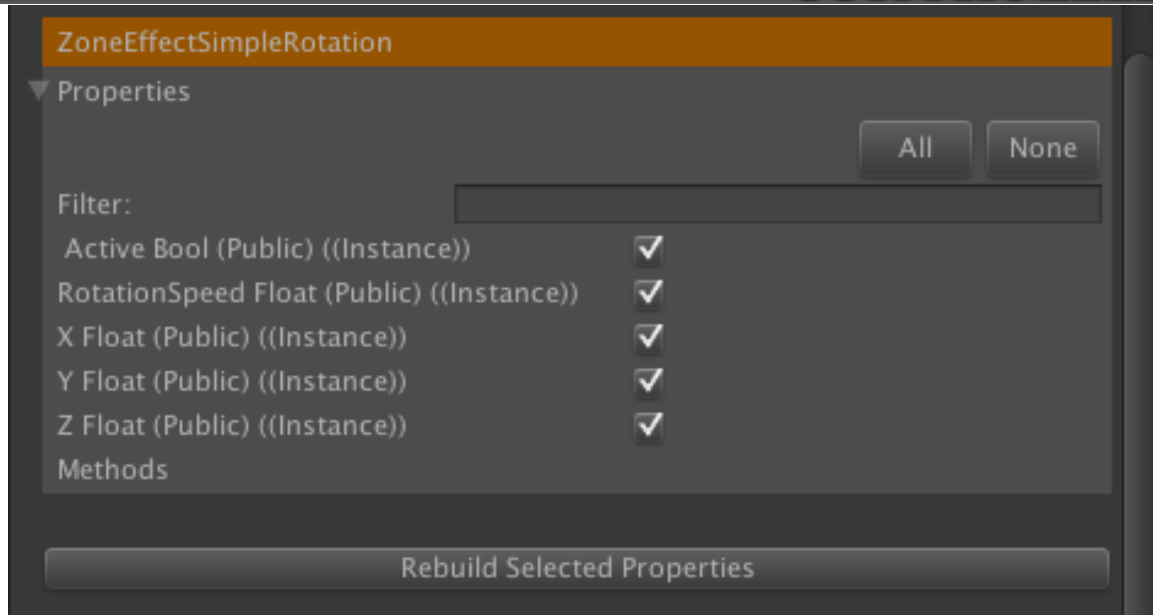 ZoneEffectSimpleRotation
Properties
All None
Filter:
Active Bool (Public) ((Instance))
RotationSpeed Float (Public) ((Instance))
X Float (Public) ((Instance))
Y Float (Public) ((Instance))
Z Float (Public) ((Instance))
Methods
Rebuild Selected Properties